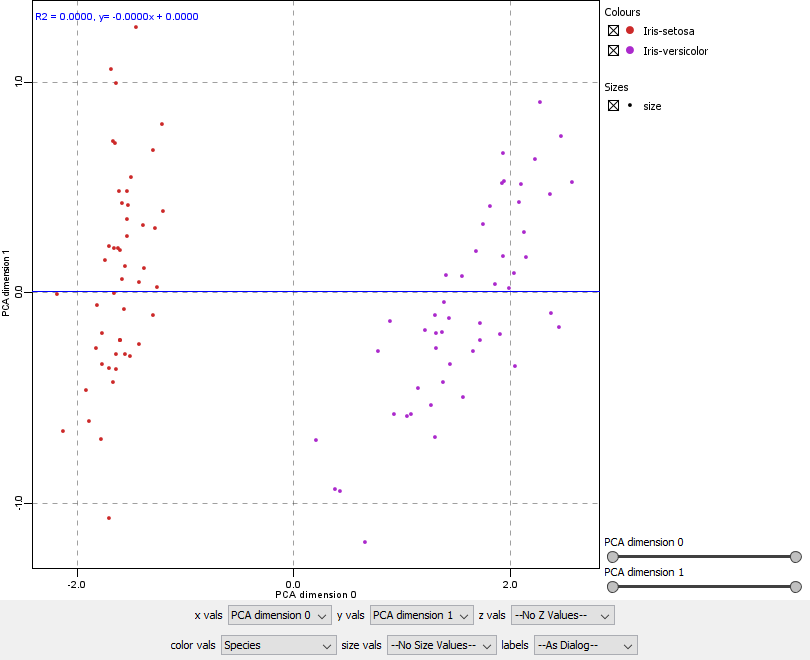 R2 = 0.0000, y= -0.0000x + 0.0000
Colours
Iris-setosa
Iris-versicolor
Sizes
size
1.0
0.0
-1.0
PCA dimension 1
-2.0
0.0
2.0
PCA dimension 0
PCA dimension 0
PCA dimension 1
x vals PCA dimension 0 y vals PCA dimension 1 z vals --No Z Values--
color vals Species size vals --No Size Values-- labels --As Dialog--